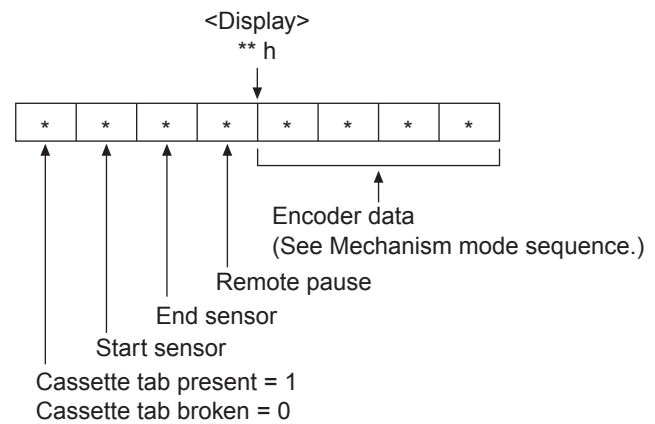 <Display>
** h
* * * * * * * *
Encoder data
(See Mechanism mode sequence.)
Remote pause
End sensor
Start sensor
Cassette tab present = 1
Cassette tab broken = 0